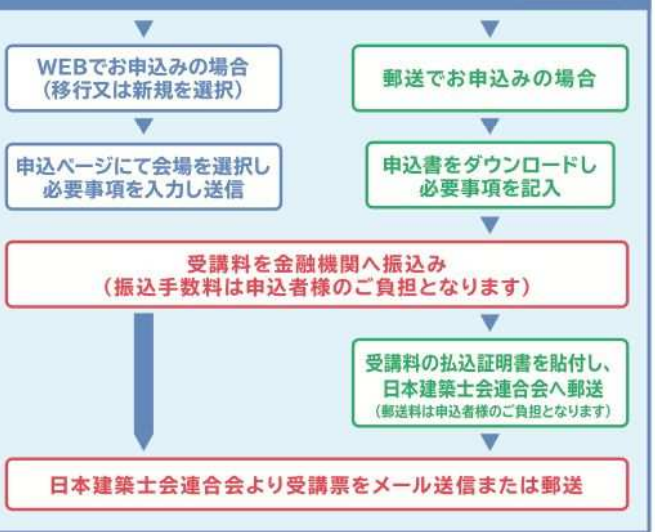 WEBでお申込みの場合
（移行又は新規を選択）
郵送でお申込みの場合
申込ページにて会場を選択し
必要事項を入力し送信
申込書をダウンロードし
必要事項を記入
受講料を金融機関へ振込み
（振込手数料は申込者様のご負担となります）
受講料の払込証明書を貼付し、
日本建築士会連合会へ郵送
（郵送料は申込者様のご負担となります）
日本建築士会連合会より受講票をメール送信または郵送